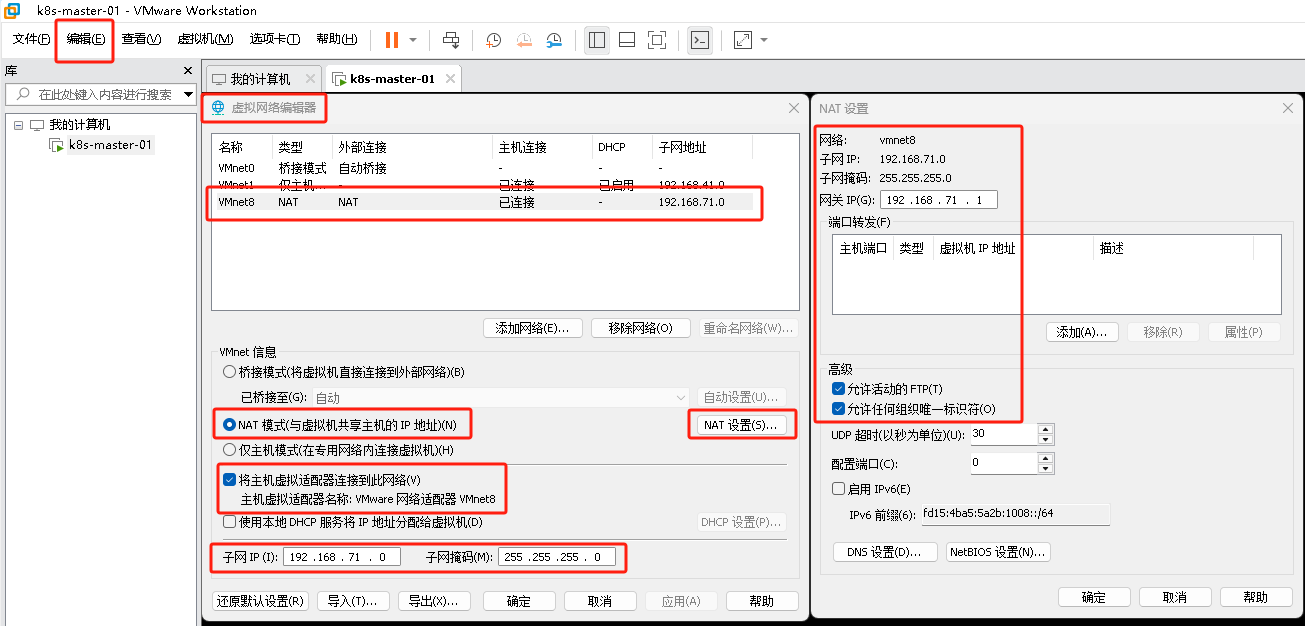 k8s-master-01 - VMware Workstation
文件(F) 编辑(E) 查看(V) 虚拟机(M) 选项卡(T) 帮助(H)
库
在此处键入内容进行搜索
我的计算机
k8s-master-01
我的计算机 k8s-master-01
虚拟网络编辑器
名称 类型 外部连接 主机连接 DHCP 子网地址
VMnet0 桥接模式 自动桥接 - - -
VMnet1 仅主机... - 已连接 已启用 192.168.41.0
VMnet8 NAT NAT 已连接 - 192.168.71.0
添加网络(E)... 移除网络(O) 重命名网络(W)...
VMnet 信息
桥接模式(将虚拟机直接连接到外部网络)(B)
已桥接至(G): 自动 自动设置(U)...
NAT 模式(与虚拟机共享主机的 IP 地址)(N) NAT 设置(S)...
仅主机模式(在专用网络内连接虚拟机)(H)
将主机虚拟适配器连接到此网络(V)
主机虚拟适配器名称: VMware 网络适配器 VMnet8
使用本地 DHCP 服务将 IP 地址分配给虚拟机(D) DHCP 设置(P)...
子网 IP (I): 192 .168 . 71 . 0 子网掩码(M): 255 .255 .255 . 0
还原默认设置(R) 导入(T)... 导出(X)... 确定 取消 应用(A) 帮助
NAT 设置
网络: vmnet8
子网 IP: 192.168.71.0
子网掩码: 255.255.255.0
网关 IP(G): 192 .168 . 71 . 1
端口转发(F)
主机端口 类型 虚拟机 IP 地址 描述
添加(A)... 移除(R) 属性(P)
高级
允许活动的 FTP(T)
允许任何组织唯一标识符(O)
UDP 超时(以秒为单位)(U): 30
配置端口(C): 0
启用 IPv6(E)
IPv6 前缀(6): fd15:4ba5:5a2b:1008::/64
DNS 设置(D)... NetBIOS 设置(N)...
确定 取消 帮助